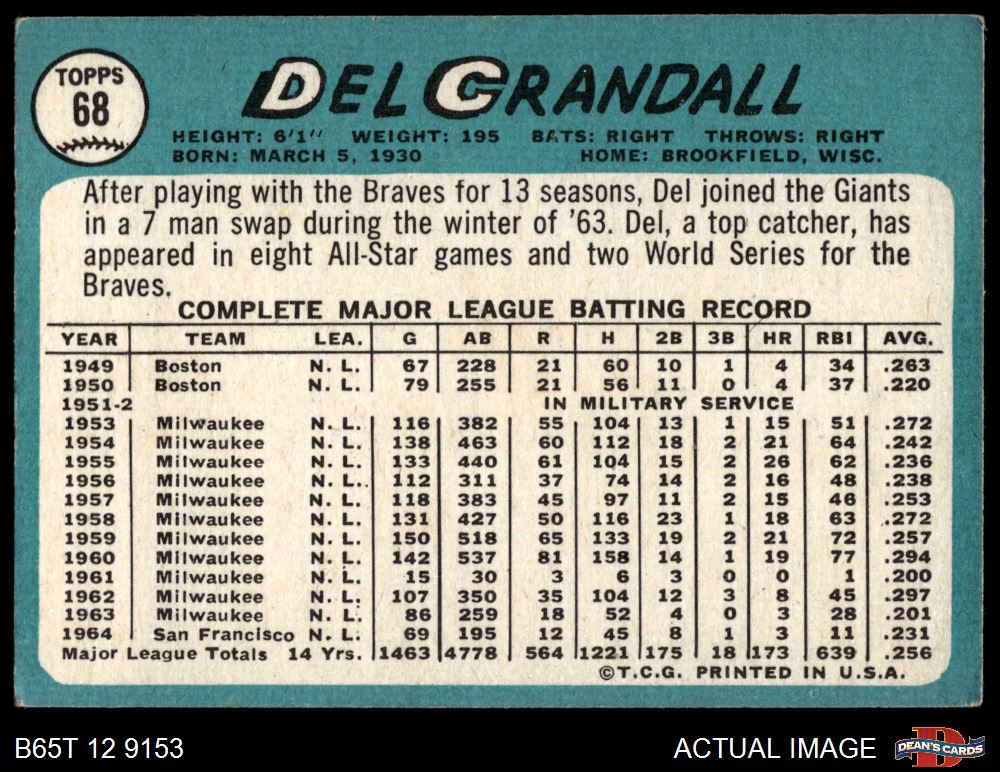 TOPPS
68
DEL CRANDALL
HEIGHT: 6'1" WEIGHT: 195 BATS: RIGHT THROWS: RIGHT
BORN: MARCH 5, 1930 HOME: BROOKFIELD, WISC.
After playing with the Braves for 13 seasons, Del joined the Giants
in a 7 man swap during the winter of '63. Del, a top catcher, has
appeared in eight All-Star games and two World Series for the
Braves.
COMPLETE MAJOR LEAGUE BATTING RECORD
YEAR TEAM LEA. G AB R H 2B 3B HR RBI AVG.
1949 Boston N. L. 67 228 21 60 10 1 4 34 .263
1950 Boston N. L. 79 255 21 56 11 0 4 37 .220
1951-2 IN MILITARY SERVICE
1953 Milwaukee N. L. 116 382 55 104 13 1 15 51 .272
1954 Milwaukee N. L. 138 463 60 112 18 2 21 64 .242
1955 Milwaukee N. L. 133 440 61 104 15 2 26 62 .236
1956 Milwaukee N. L. 112 311 37 74 14 2 16 48 .238
1957 Milwaukee N. L. 118 383 45 97 11 2 15 46 .253
1958 Milwaukee N. L. 131 427 50 116 23 1 18 63 .272
1959 Milwaukee N. L. 150 518 65 133 19 2 21 72 .257
1960 Milwaukee N. L. 142 537 81 158 14 1 19 77 .294
1961 Milwaukee N. L. 15 30 3 6 3 0 0 1 .200
1962 Milwaukee N. L. 107 350 35 104 12 3 8 45 .297
1963 Milwaukee N. L. 86 259 18 52 4 0 3 28 .201
1964 San Francisco N. L. 69 195 12 45 8 1 3 11 .231
Major League Totals 14 Yrs. 1463 4778 564 1221 175 18 173 639 .256
©T.C.G. PRINTED IN U.S.A.
B65T 12 9153 ACTUAL IMAGE DEAN'S CARDS